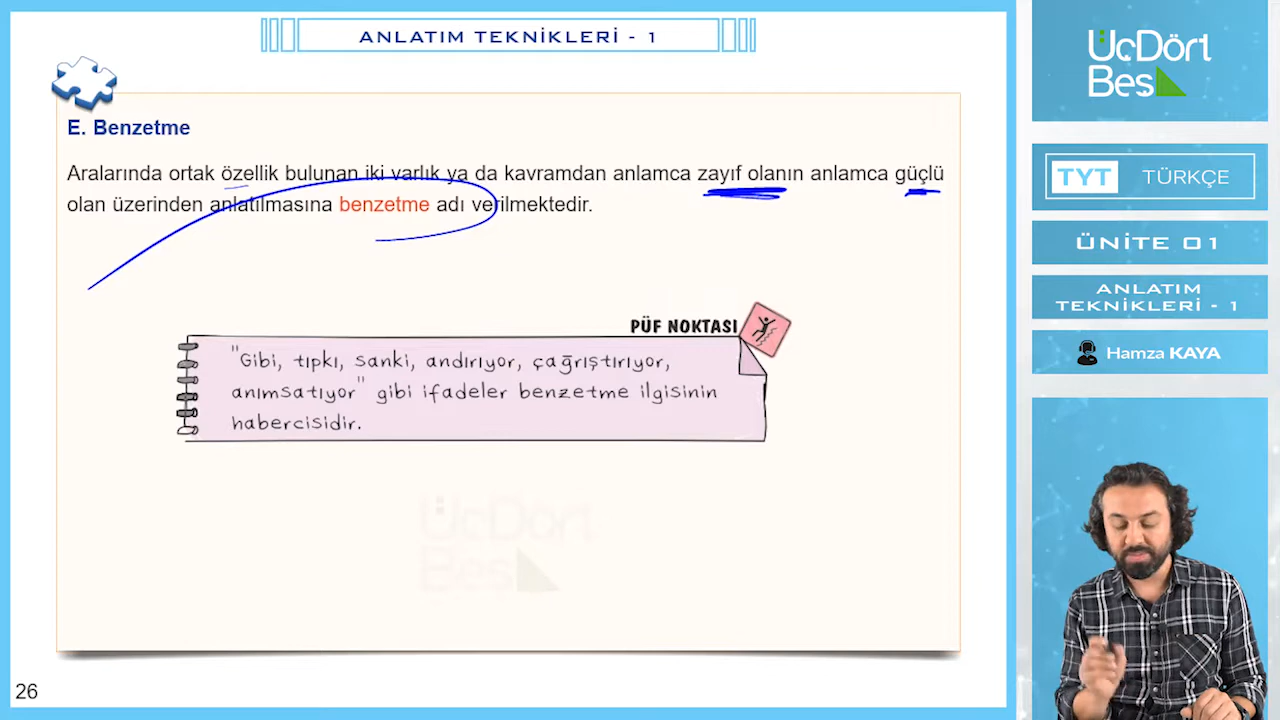 ANLATIM TEKNİKLERİ - 1
E. Benzetme
Aralarında ortak özellik bulunan iki varlık ya da kavramdan anlamca zayıf olanın anlamca güçlü
olan üzerinden anlatılmasına benzetme adı verilmektedir.
PÜF NOKTASI
"Gibi, tıpkı, sanki, andırıyor, çağrıştırıyor,
anımsatıyor" gibi ifadeler benzetme ilgisinin
habercisidir.
ÜçDört
Beş
26
ÜçDört
Beş
TYT TÜRKÇE
ÜNİTE 01
ANLATIM
TEKNİKLERİ - 1
Hamza KAYA